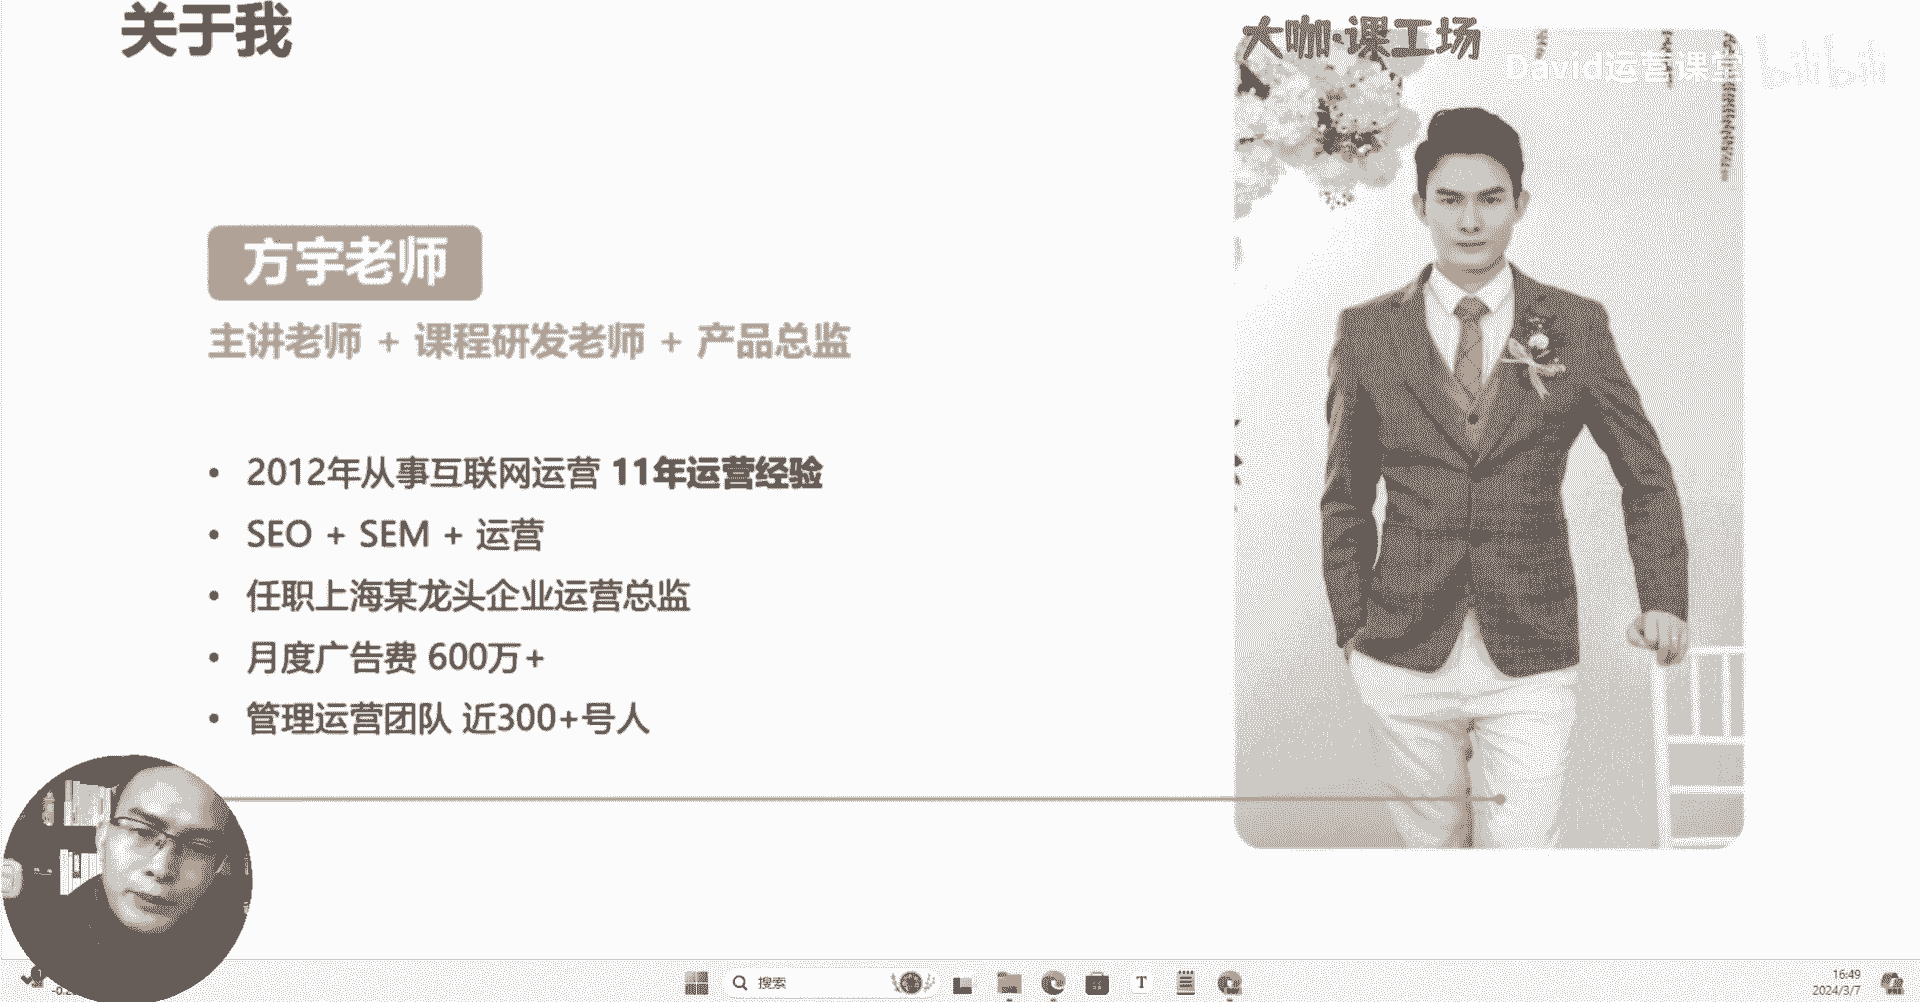 关于我
大咖·课工场
David运营课堂 bilibili
方宇老师
主讲老师 + 课程研发老师 + 产品总监
• 2012年从事互联网运营 11年运营经验
• SEO + SEM + 运营
• 任职上海某龙头企业运营总监
• 月度广告费 600万+
• 管理运营团队 近300+号人
搜索
16:49
2024/3/7